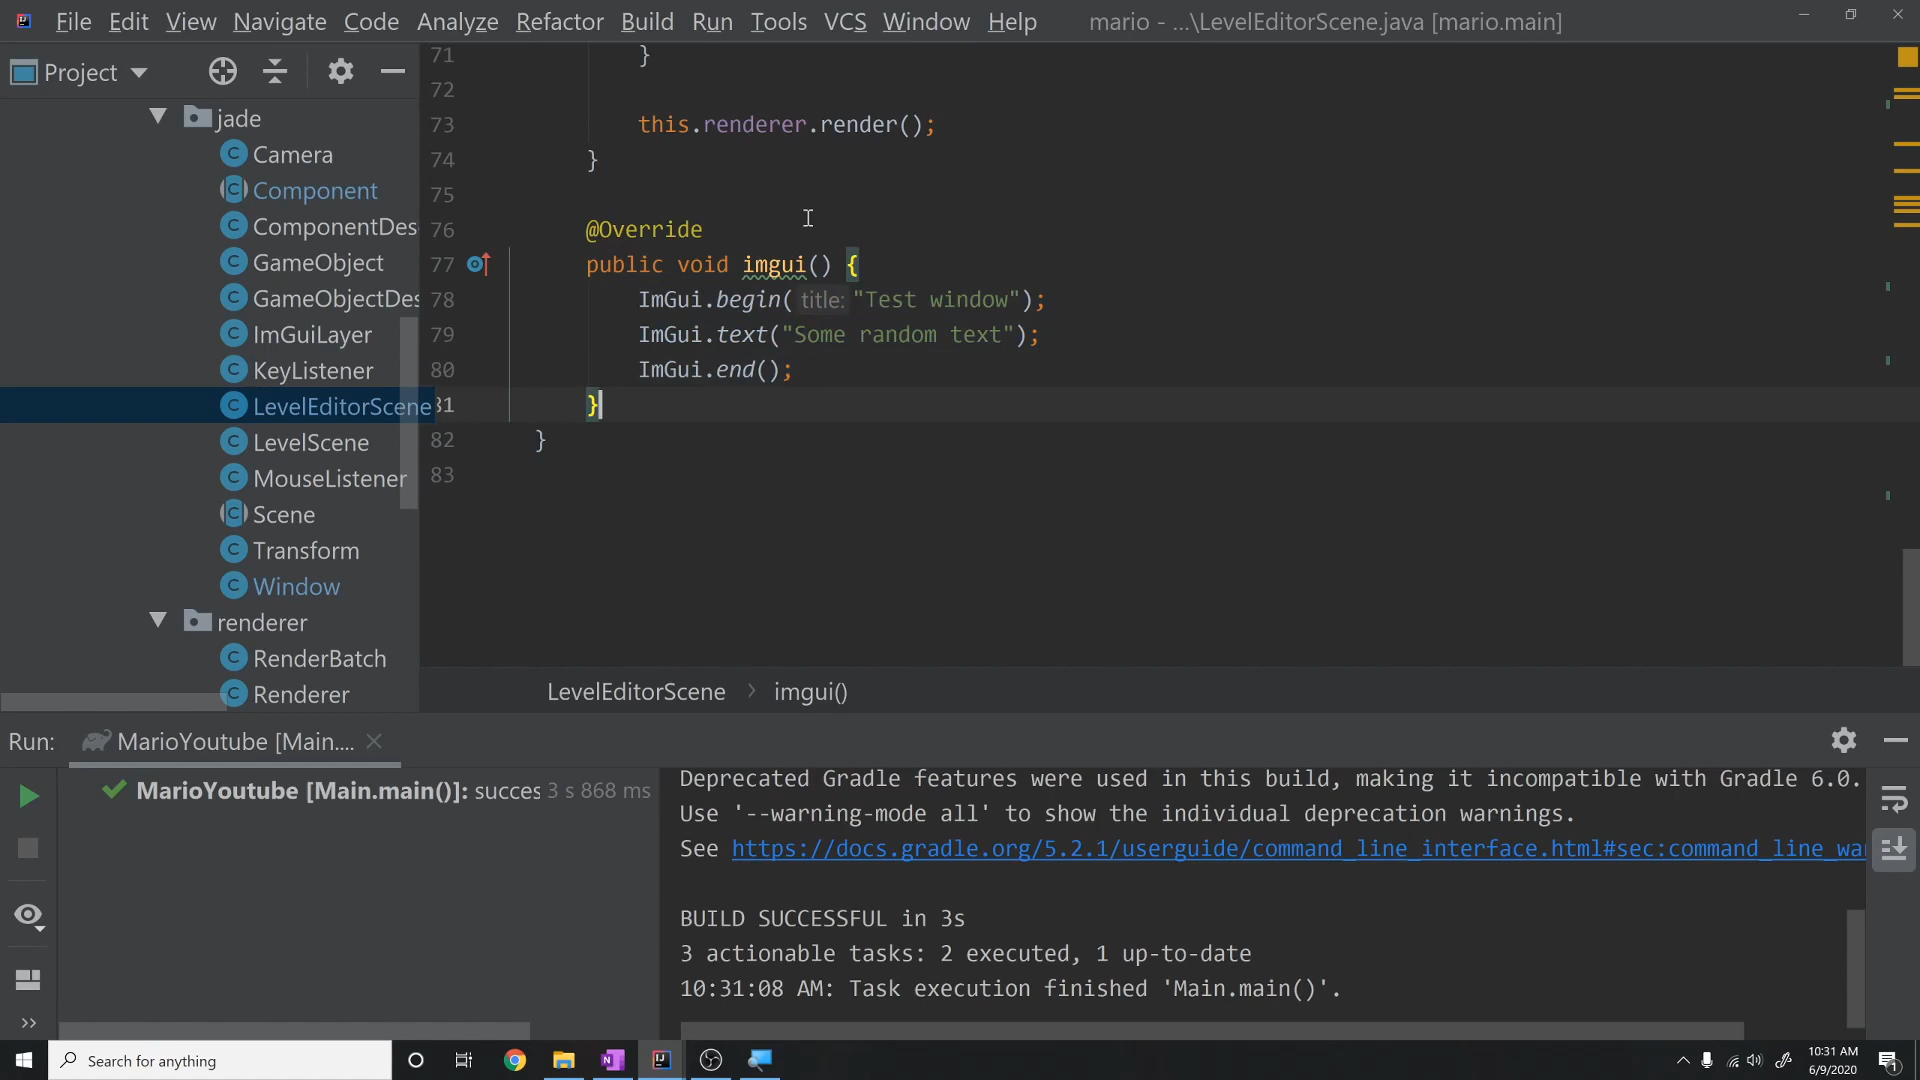 File Edit View Navigate Code Analyze Refactor Build Run Tools VCS Window Help mario - ...\LevelEditorScene.java [mario.main]
Project
jade
Camera
Component
ComponentDes
GameObject
GameObjectDes
ImGuiLayer
KeyListener
LevelEditorScene
LevelScene
MouseListener
Scene
Transform
Window
renderer
RenderBatch
Renderer
71 }
72
73 this.renderer.render();
74 }
75
76 @Override
77 public void imgui() {
78 ImGui.begin( title: "Test window");
79 ImGui.text("Some random text");
80 ImGui.end();
81 }
82 }
83
LevelEditorScene > imgui()
Run: MarioYoutube [Main....
MarioYoutube [Main.main()]: succes 3 s 868 ms
Deprecated Gradle features were used in this build, making it incompatible with Gradle 6.0.
Use '--warning-mode all' to show the individual deprecation warnings.
See https://docs.gradle.org/5.2.1/userguide/command_line_interface.html#sec:command_line_wa
BUILD SUCCESSFUL in 3s
3 actionable tasks: 2 executed, 1 up-to-date
10:31:08 AM: Task execution finished 'Main.main()'.
Search for anything
10:31 AM
6/9/2020